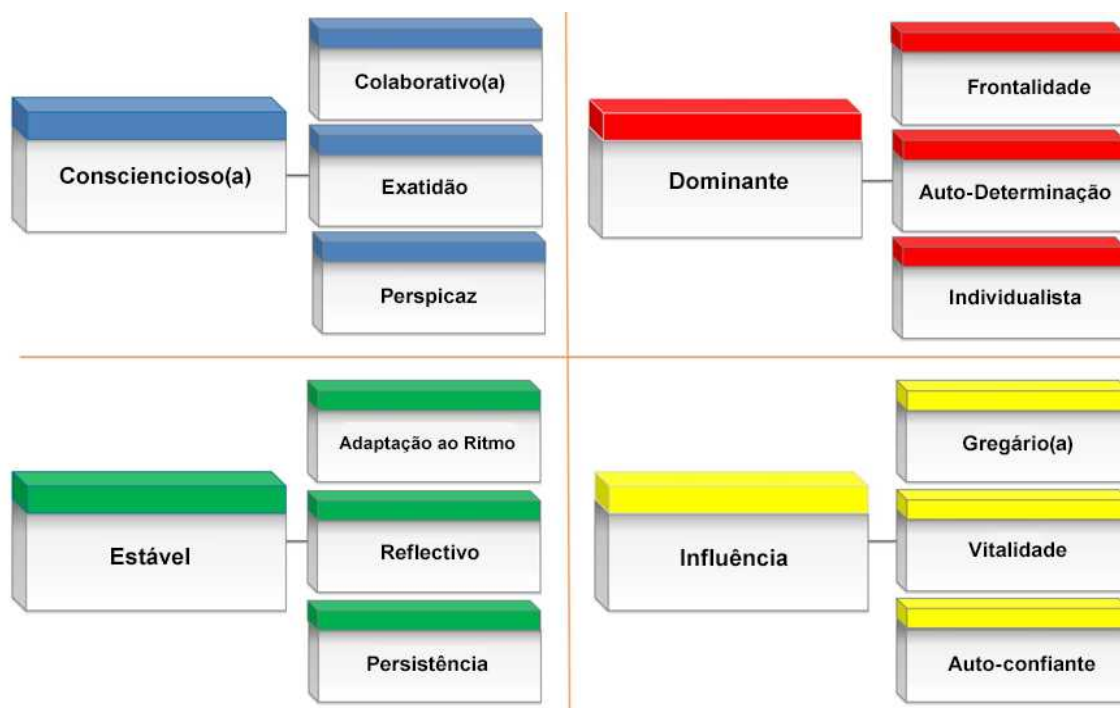 Consciencioso(a)
Colaborativo(a)
Exatidão
Perspicaz
Dominante
Frontalidade
Auto-Determinação
Individualista
Estável
Adaptação ao Ritmo
Reflectivo
Persistência
Influência
Gregário(a)
Vitalidade
Auto-confiante